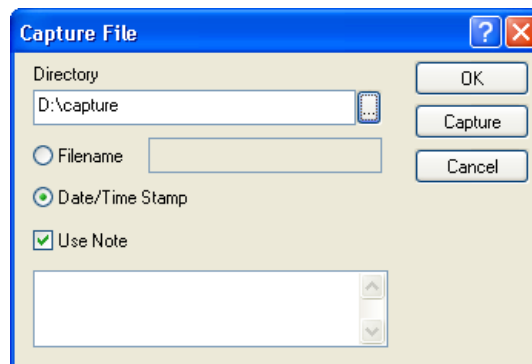 Capture File
Directory
OK
D:\capture
...
Capture
Filename
Cancel
Date/Time Stamp
Use Note